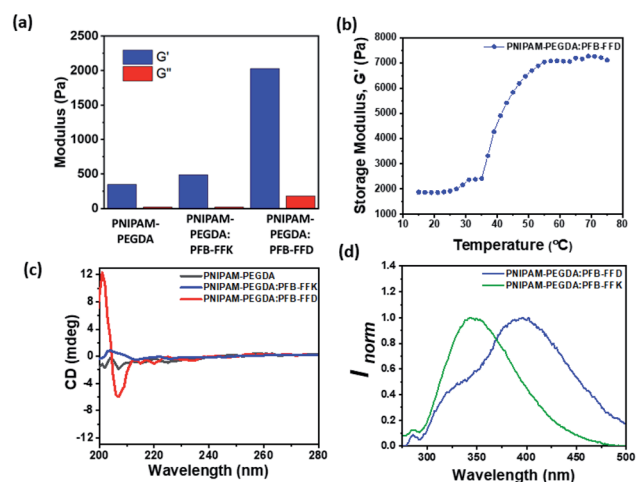 (a)
2500
2000
1500
1000
500
0
Modulus (Pa)
G'
G"
PNIPAM-
PEGDA
PNIPAM-
PEGDA:
PFB-FFK
PNIPAM-
PEGDA:
PFB-FFD
(b)
8000
7000
6000
5000
4000
3000
2000
1000
Storage Modulus, G' (Pa)
PNIPAM-PEGDA:PFB-FFD
10 20 30 40 50 60 70 80
Temperature (ºC)
(c)
12
8
4
0
-4
-8
-12
CD (mdeg)
PNIPAM-PEGDA
PNIPAM-PEGDA:PFB-FFK
PNIPAM-PEGDA:PFB-FFD
200 220 240 260 280
Wavelength (nm)
(d)
1.4
1.2
1.0
0.8
0.6
0.4
0.2
0.0
I norm
PNIPAM-PEGDA:PFB-FFD
PNIPAM-PEGDA:PFB-FFK
300 350 400 450 500
Wavelength (nm)